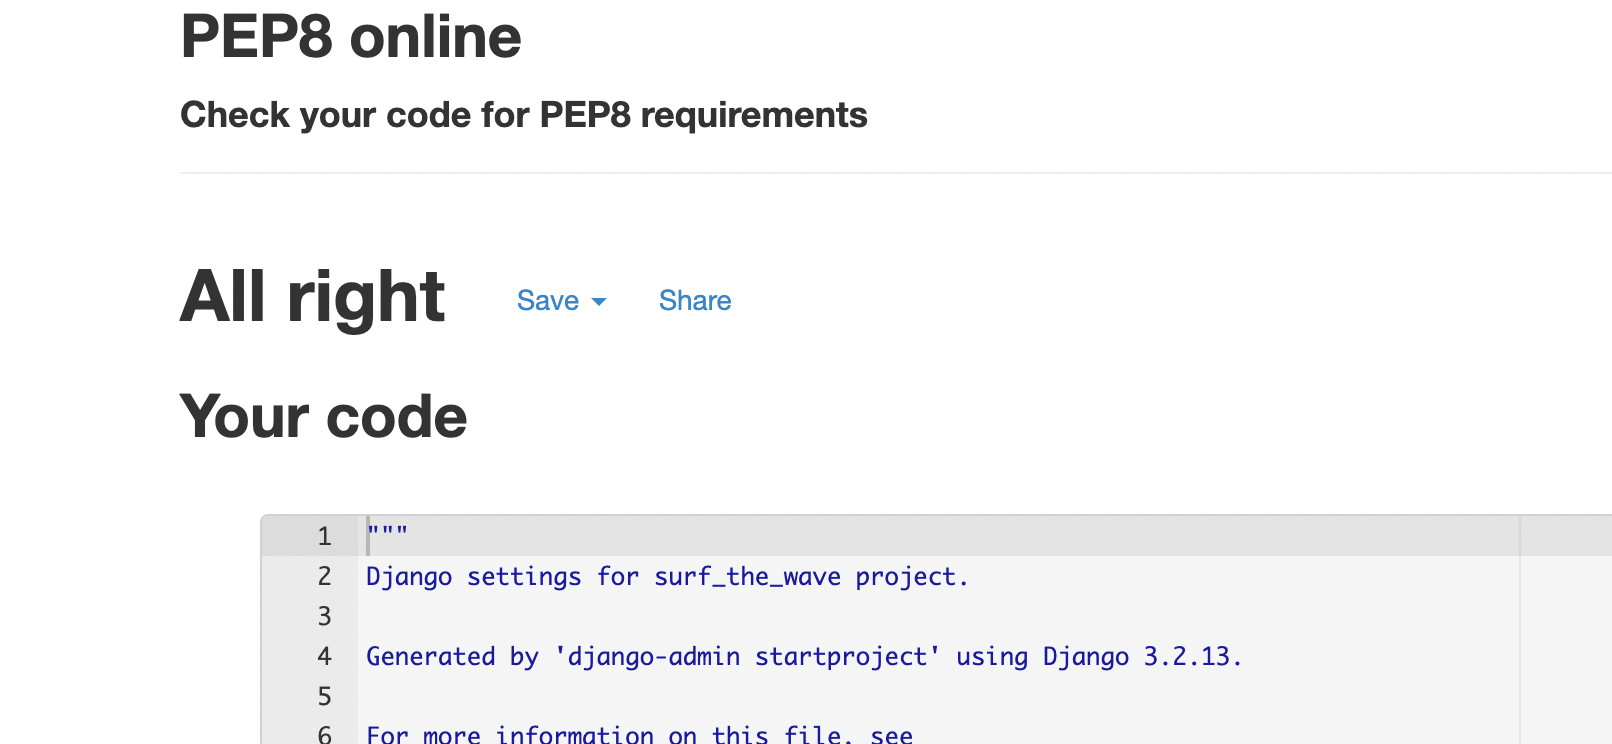 PEP8 online
Check your code for PEP8 requirements
All right Save Share
Your code
1 """
2 Django settings for surf_the_wave project.
3
4 Generated by 'django-admin startproject' using Django 3.2.13.
5
6 For more information on this file, see